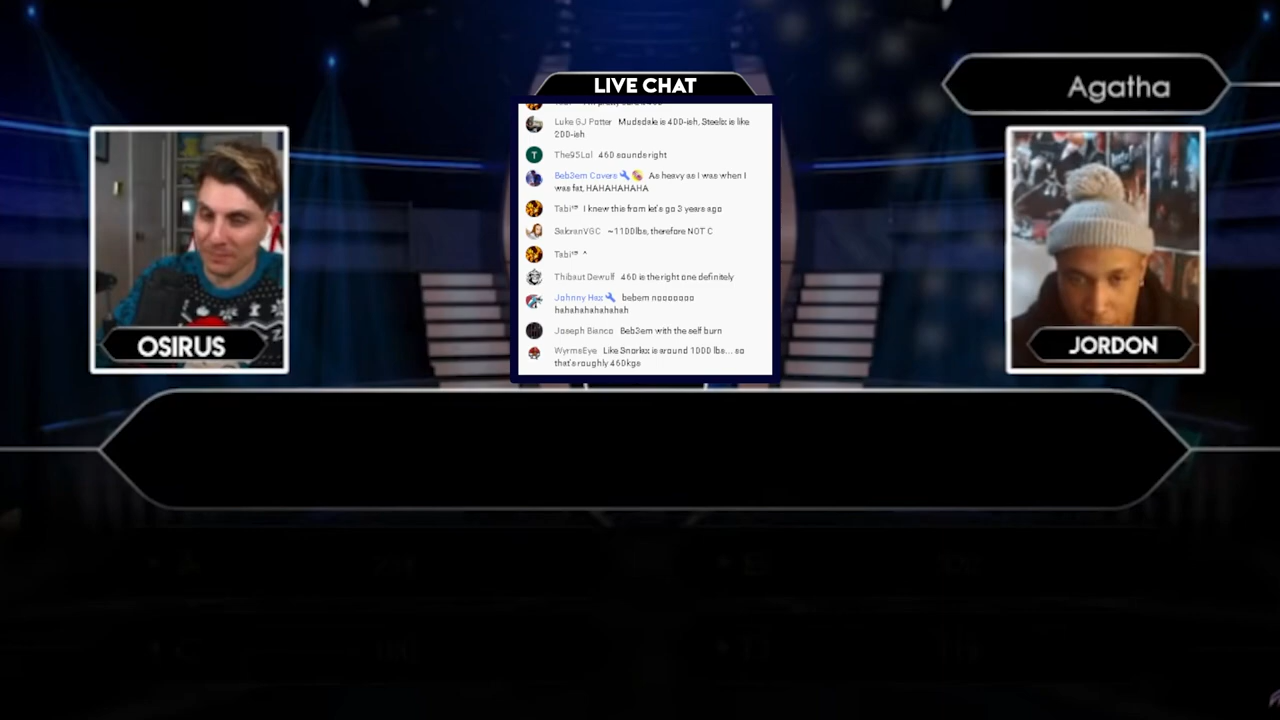 LIVE CHAT
Agatha
Luke GJ Potter Mudsdale is 400-ish, Steelix is like
200-ish
T The95Lol 460 sounds right
Beb3em Covers As heavy as I was when I
was fat, HAHAHAHAHA
Tabi I knew this from let's go 3 years ago
SalcranVGC ~1100lbs, therefore NOT C
Tabi ^
Thibaut Dewulf 460 is the right one definitely
Johnny Hex bebem nooooooo
hahahahahahahah
Joseph Bianco Beb3em with the self burn
WyrmsEye Like Snorlax is around 1000 lbs... so
that's roughly 460kgs
OSIRUS
JORDON